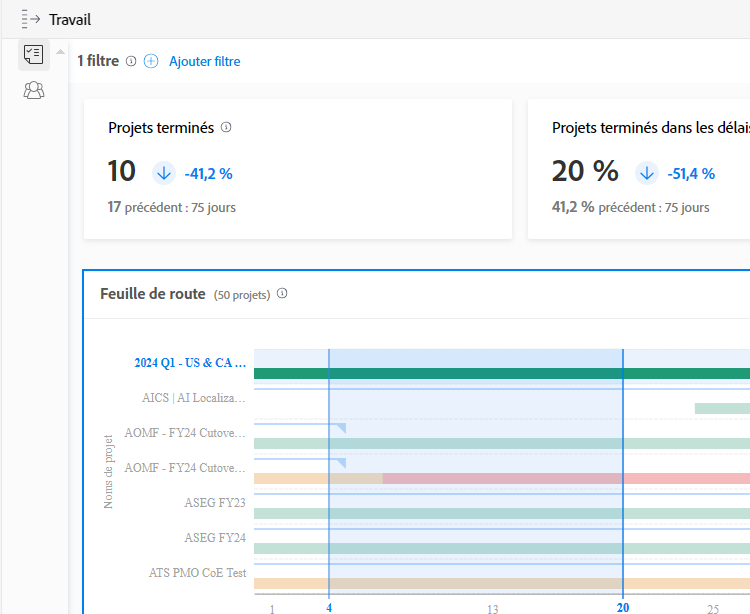 Travail
1 filtre Ajouter filtre
Projets terminés
10 -41,2 %
17 précédent : 75 jours
Projets terminés dans les délais
20 % -51,4 %
41,2 % précédent : 75 jours
Feuille de route (50 projets)
Noms de projet
2024 Q1 - US & CA …
AICS | AI Localiza…
AOMF - FY24 Cutove…
AOMF - FY24 Cutove…
ASEG FY23
ASEG FY24
ATS PMO CoE Test
1 4 13 20 25